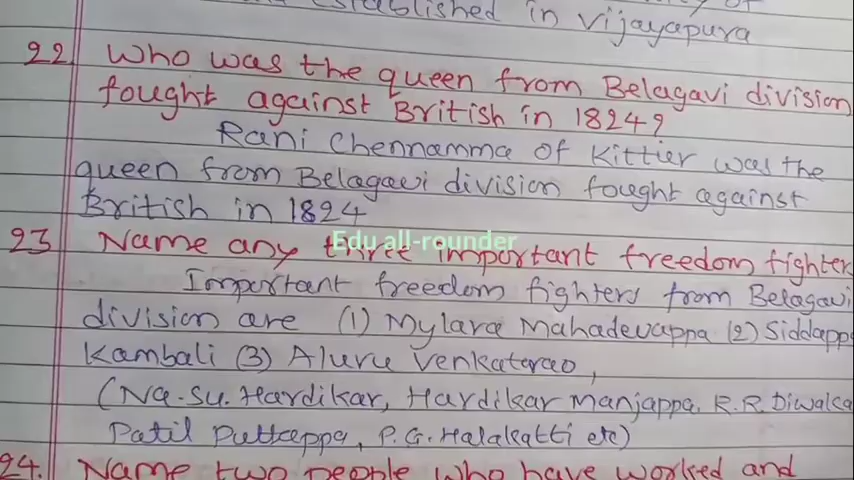 established in vijayapura
22 Who was the queen from Belagavi division
fought against British in 1824?
Rani Chennamma of Kittier was the
queen from Belagavi division fought against
British in 1824
Edu all-rounder
23 Name any three important freedom fighter
Important freedom fighters from Belagavi
division are (1) Mylara Mahadevappa (2) Siddapp
Kambali (3) Aluru Venkaterao,
(Na.Su. Hardikar, Hardikar Manjappa. R.R. Diwaka
Patil Puttappa, P.G. Halakatti etc)
24. Name two people who have worked and